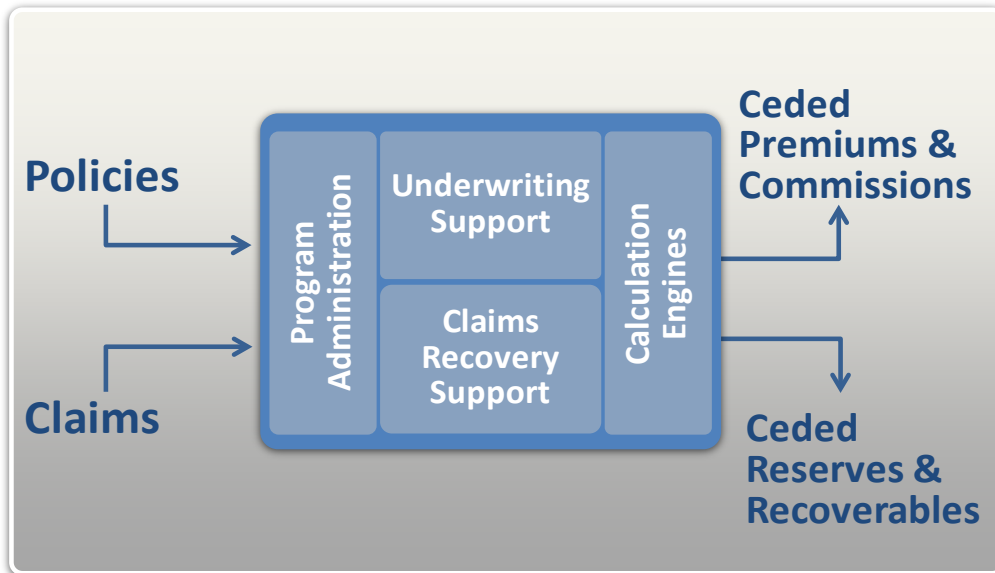 Policies
Claims
Program
Administration
Underwriting
Support
Claims
Recovery
Support
Calculation
Engines
Ceded
Premiums &
Commissions
Ceded
Reserves &
Recoverables